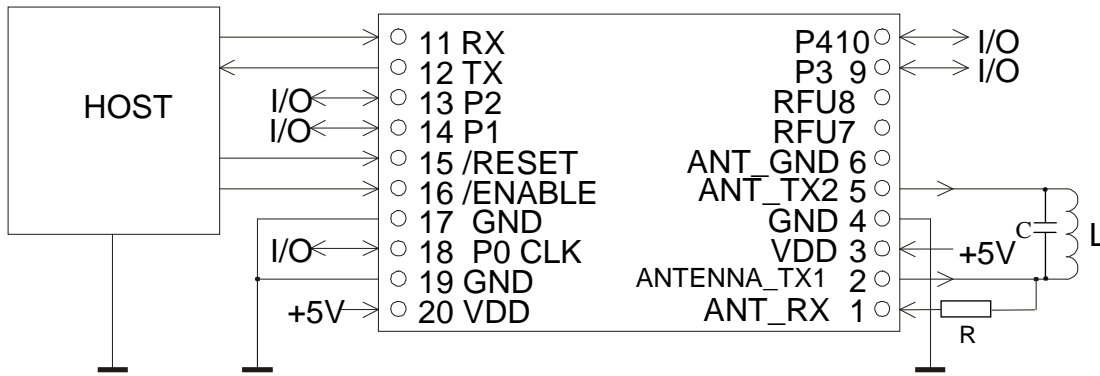 HOST
11 RX
12 TX
I/O 13 P2
I/O 14 P1
15 /RESET
16 /ENABLE
17 GND
I/O 18 P0 CLK
19 GND
+5V 20 VDD
P410 I/O
P3 9 I/O
RFU8
RFU7
ANT_GND 6
ANT_TX2 5
GND 4
VDD 3 +5V
ANTENNA_TX1 2
ANT_RX 1
C
L
R